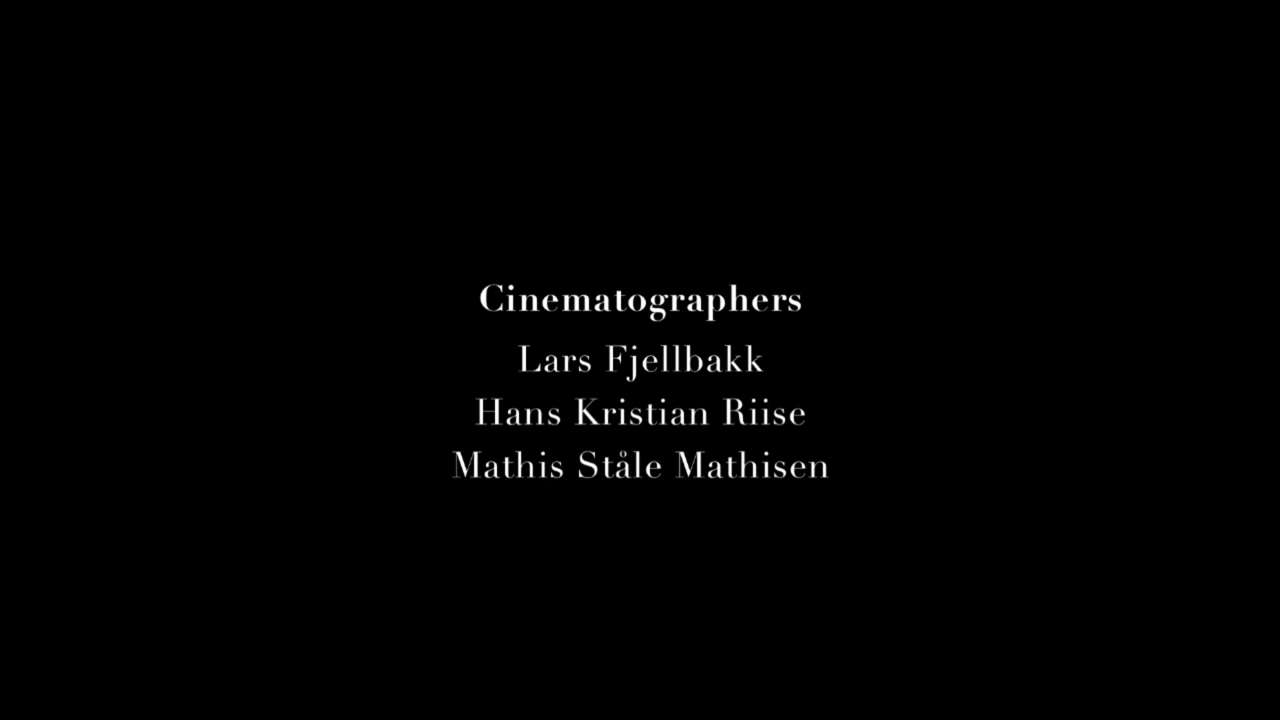 Cinematographers
Lars Fjellbakk
Hans Kristian Riise
Mathis Ståle Mathisen